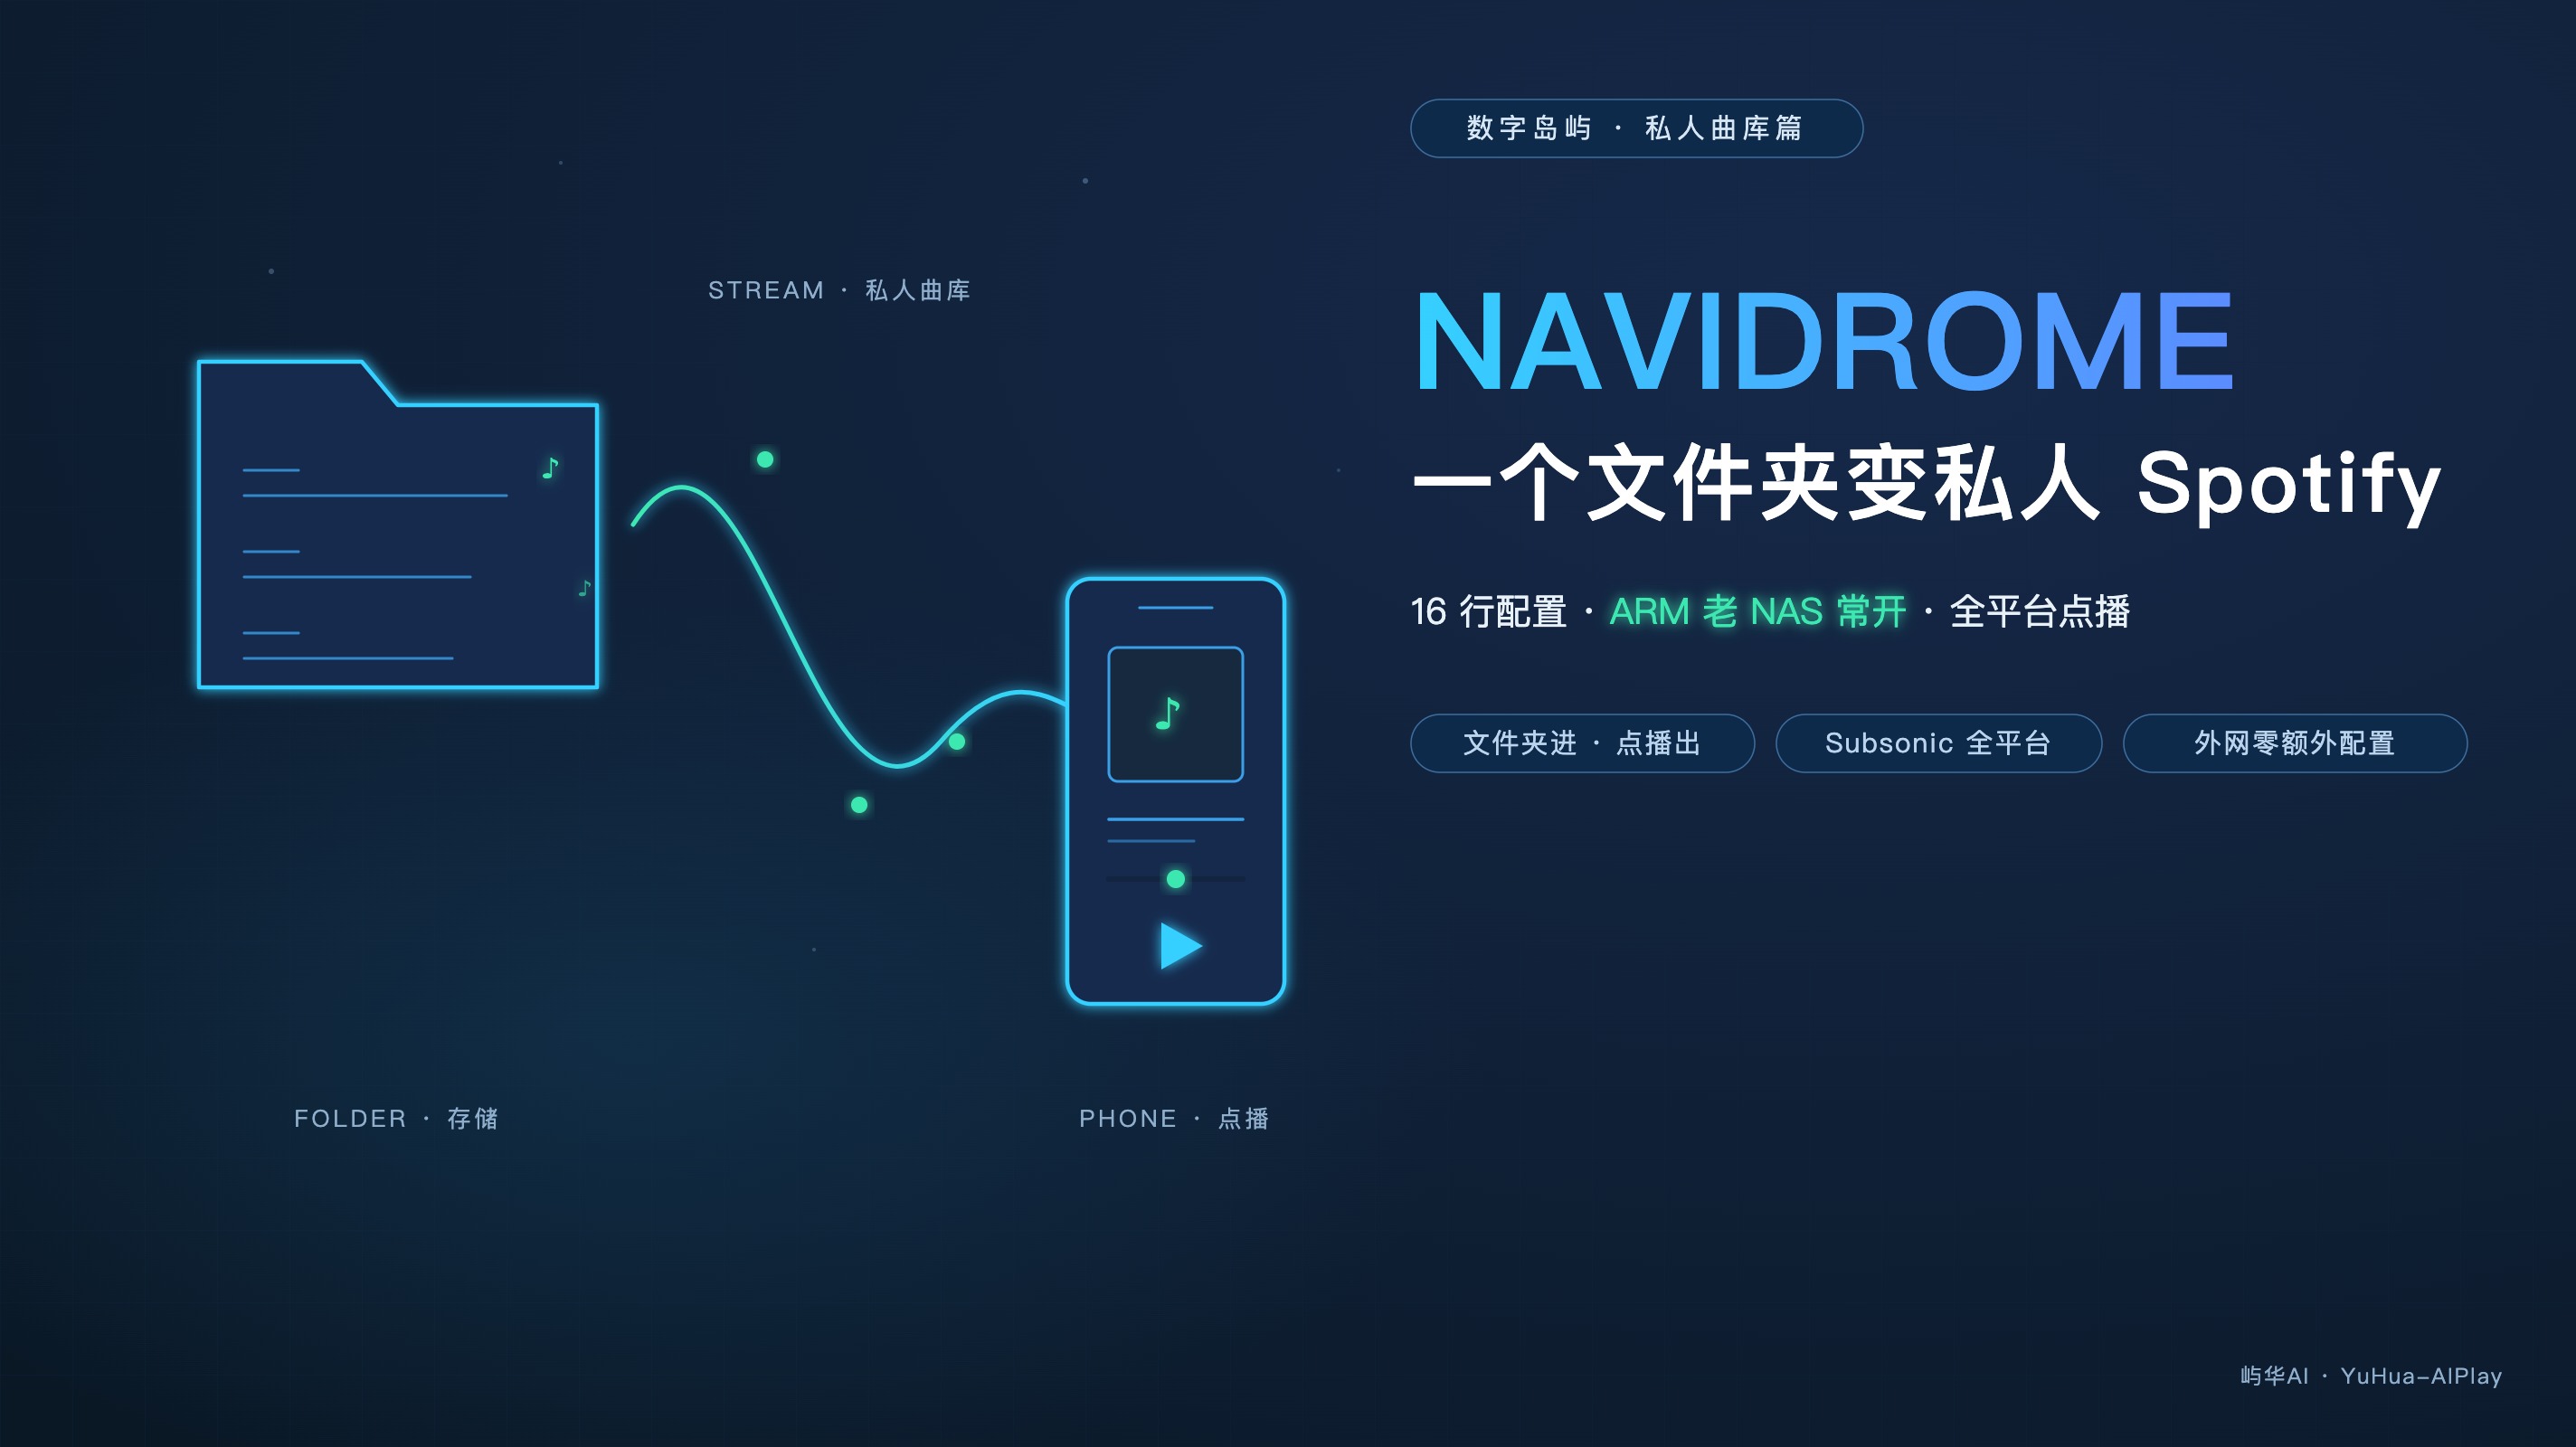 数字岛屿 · 私人曲库篇
STREAM · 私人曲库
NAVIDROME
一个文件夹变私人 Spotify
16 行配置 · ARM 老 NAS 常开 · 全平台点播
文件夹进 · 点播出
Subsonic 全平台
外网零额外配置
FOLDER · 存储
PHONE · 点播
屿华AI · YuHua-AIPlay